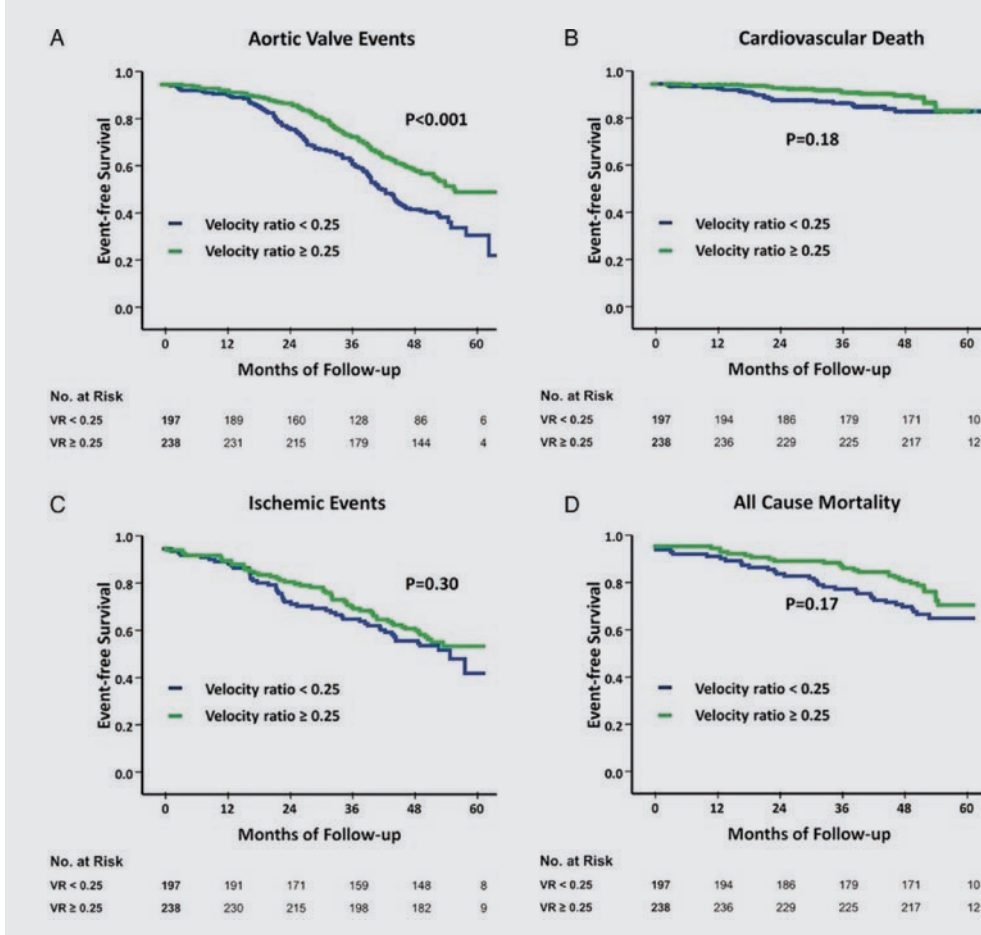 A
Aortic Valve Events
Event-free Survival
1.0
0.8
0.6
0.4
0.2
0.0
P<0.001
Velocity ratio < 0.25
Velocity ratio ≥ 0.25
0 12 24 36 48 60
Months of Follow-up
No. at Risk
VR < 0.25 197 189 160 128 86 6
VR ≥ 0.25 238 231 215 179 144 4
B
Cardiovascular Death
Event-free Survival
1.0
0.8
0.6
0.4
0.2
0.0
P=0.18
Velocity ratio < 0.25
Velocity ratio ≥ 0.25
0 12 24 36 48 60
Months of Follow-up
No. at Risk
VR < 0.25 197 194 186 179 171 10
VR ≥ 0.25 238 236 229 225 217 12
C
Ischemic Events
Event-free Survival
1.0
0.8
0.6
0.4
0.2
0.0
P=0.30
Velocity ratio < 0.25
Velocity ratio ≥ 0.25
0 12 24 36 48 60
Months of Follow-up
No. at Risk
VR < 0.25 197 191 171 159 148 8
VR ≥ 0.25 238 230 215 198 182 9
D
All Cause Mortality
Event-free Survival
1.0
0.8
0.6
0.4
0.2
0.0
P=0.17
Velocity ratio < 0.25
Velocity ratio ≥ 0.25
0 12 24 36 48 60
Months of Follow-up
No. at Risk
VR < 0.25 197 194 186 179 171 10
VR ≥ 0.25 238 236 229 225 217 12